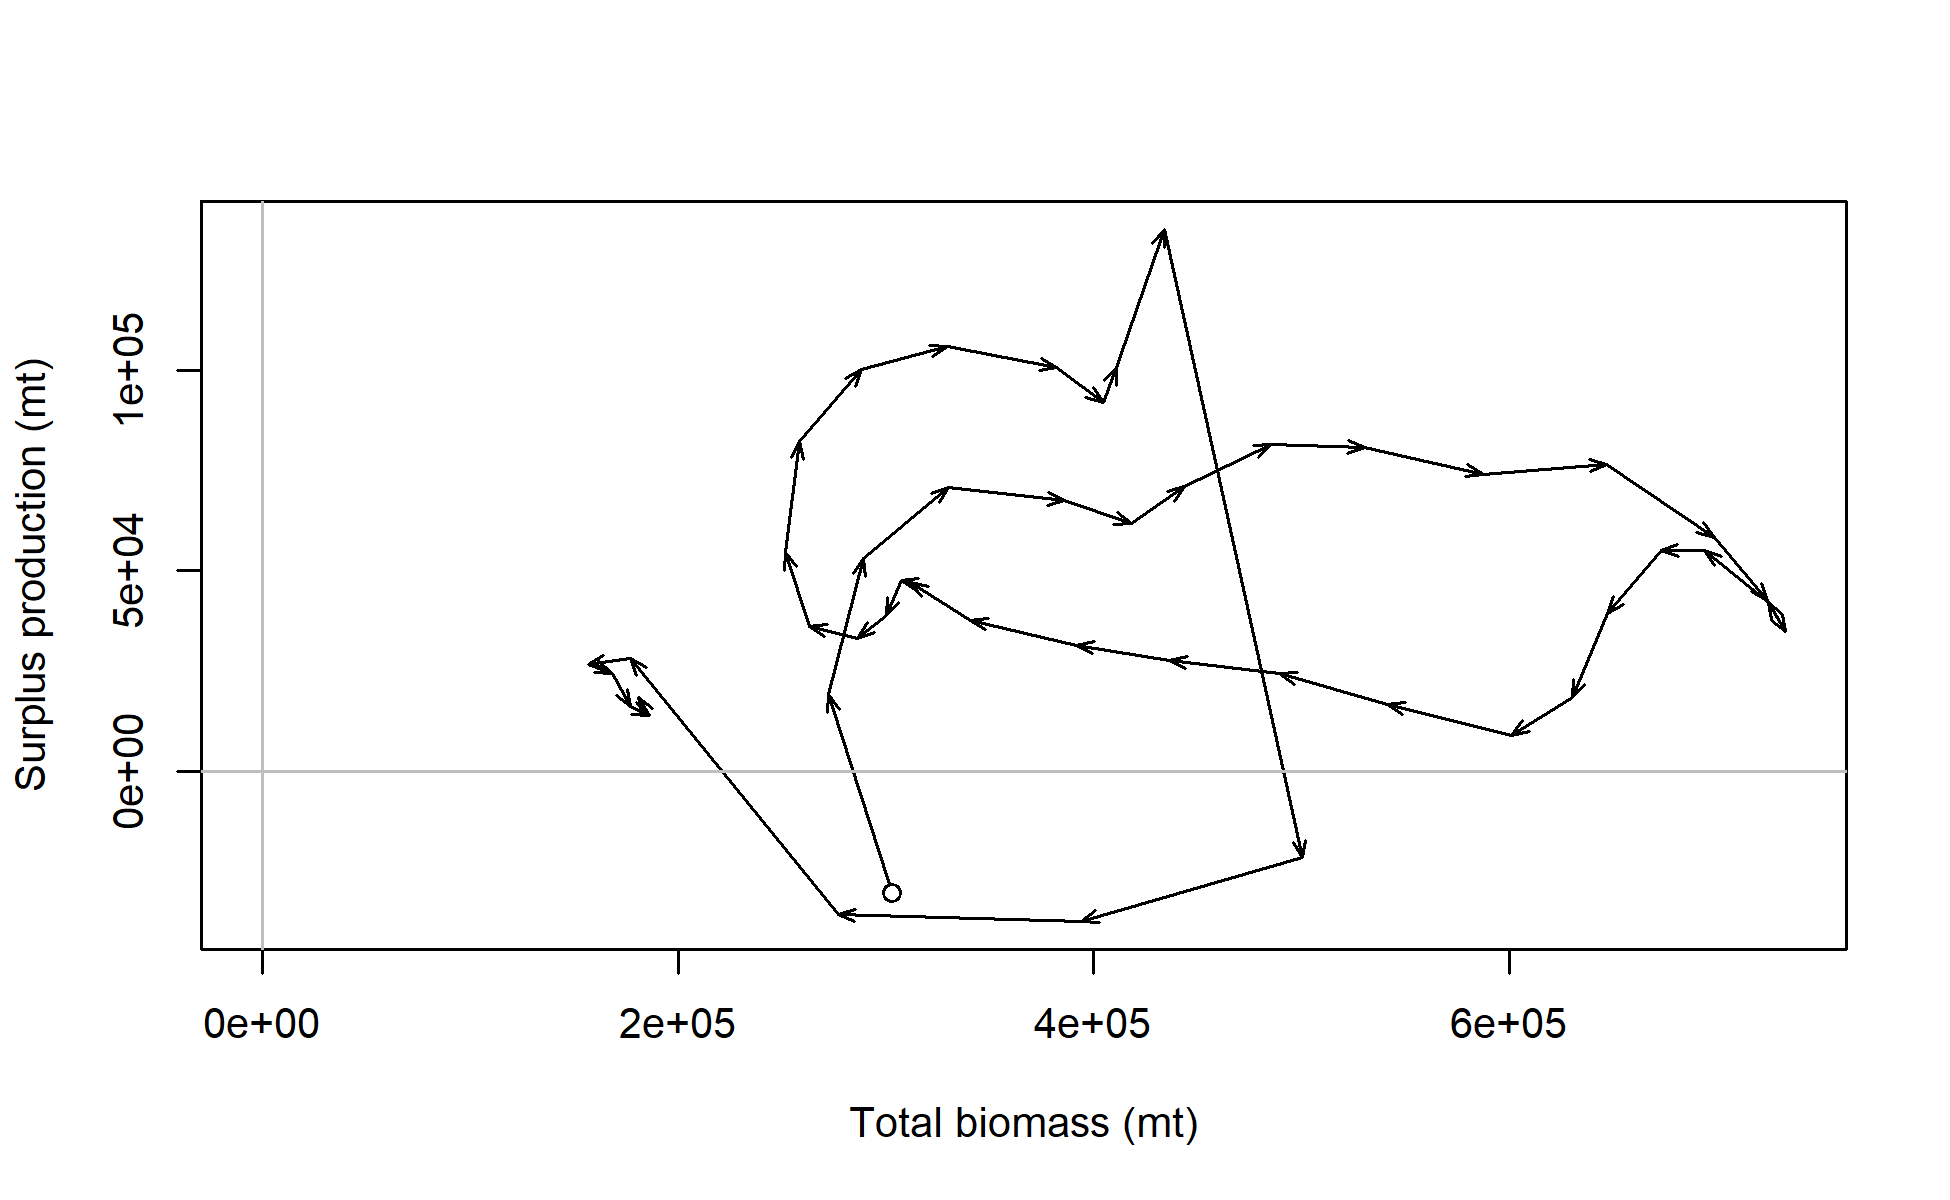 Surplus production (mt)
1e+05
5e+04
0e+00
0e+00 2e+05 4e+05 6e+05
Total biomass (mt)